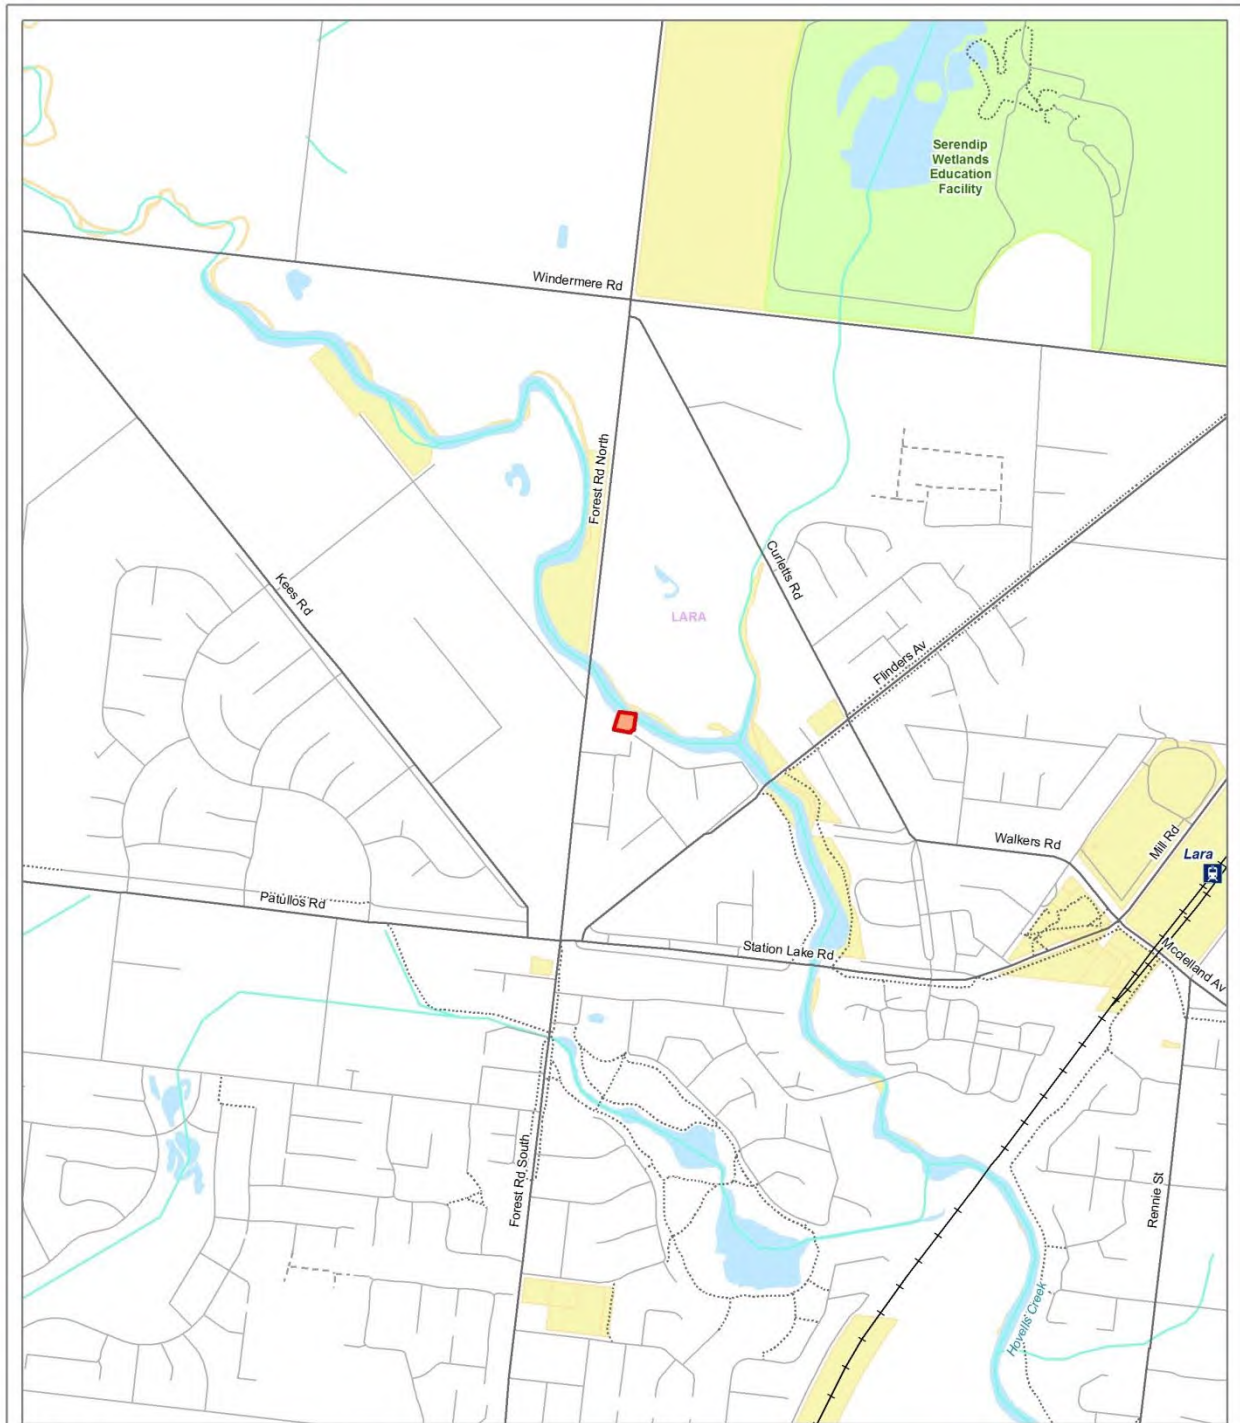 Serendip
Wetlands
Education
Facility
Windermere Rd
Forest Rd North
Curletts Rd
Kees Rd
LARA
Flinders Av
Walkers Rd
Mill Rd
Lara
Patullos Rd
Station Lake Rd
Mcclelland Av
Forest Rd South
Rennie St
Hovells Creek